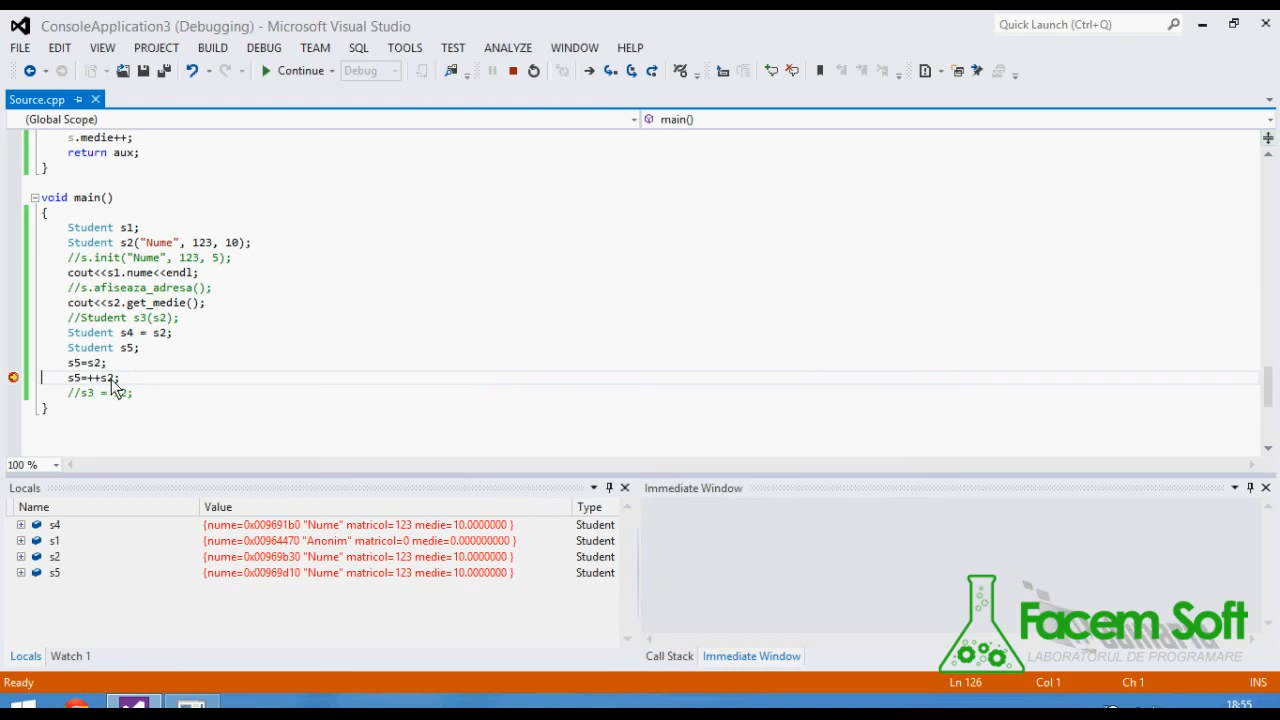 ConsoleApplication3 (Debugging) - Microsoft Visual Studio
Quick Launch (Ctrl+Q)
FILE EDIT VIEW PROJECT BUILD DEBUG TEAM SQL TOOLS TEST ANALYZE WINDOW HELP
Continue Debug
Source.cpp
(Global Scope) main()
s.medie++;
return aux;
}
void main()
{
Student s1;
Student s2("Nume", 123, 10);
//s.init("Nume", 123, 5);
cout<<s1.nume<<endl;
//s.afiseaza_adresa();
cout<<s2.get_medie();
//Student s3(s2);
Student s4 = s2;
Student s5;
s5=s2;
s5=++s2;
//s3 = 2;
}
100 %
Locals
Name Value Type
s4 {nume=0x009691b0 "Nume" matricol=123 medie=10.0000000 } Student
s1 {nume=0x00964470 "Anonim" matricol=0 medie=0.000000000 } Student
s2 {nume=0x00969b30 "Nume" matricol=123 medie=10.0000000 } Student
s5 {nume=0x00969d10 "Nume" matricol=123 medie=10.0000000 } Student
Locals Watch 1
Immediate Window
Call Stack Immediate Window
Facem Soft
LABORATORUL DE PROGRAMARE
Ready Ln 126 Col 1 Ch 1 INS
18:55